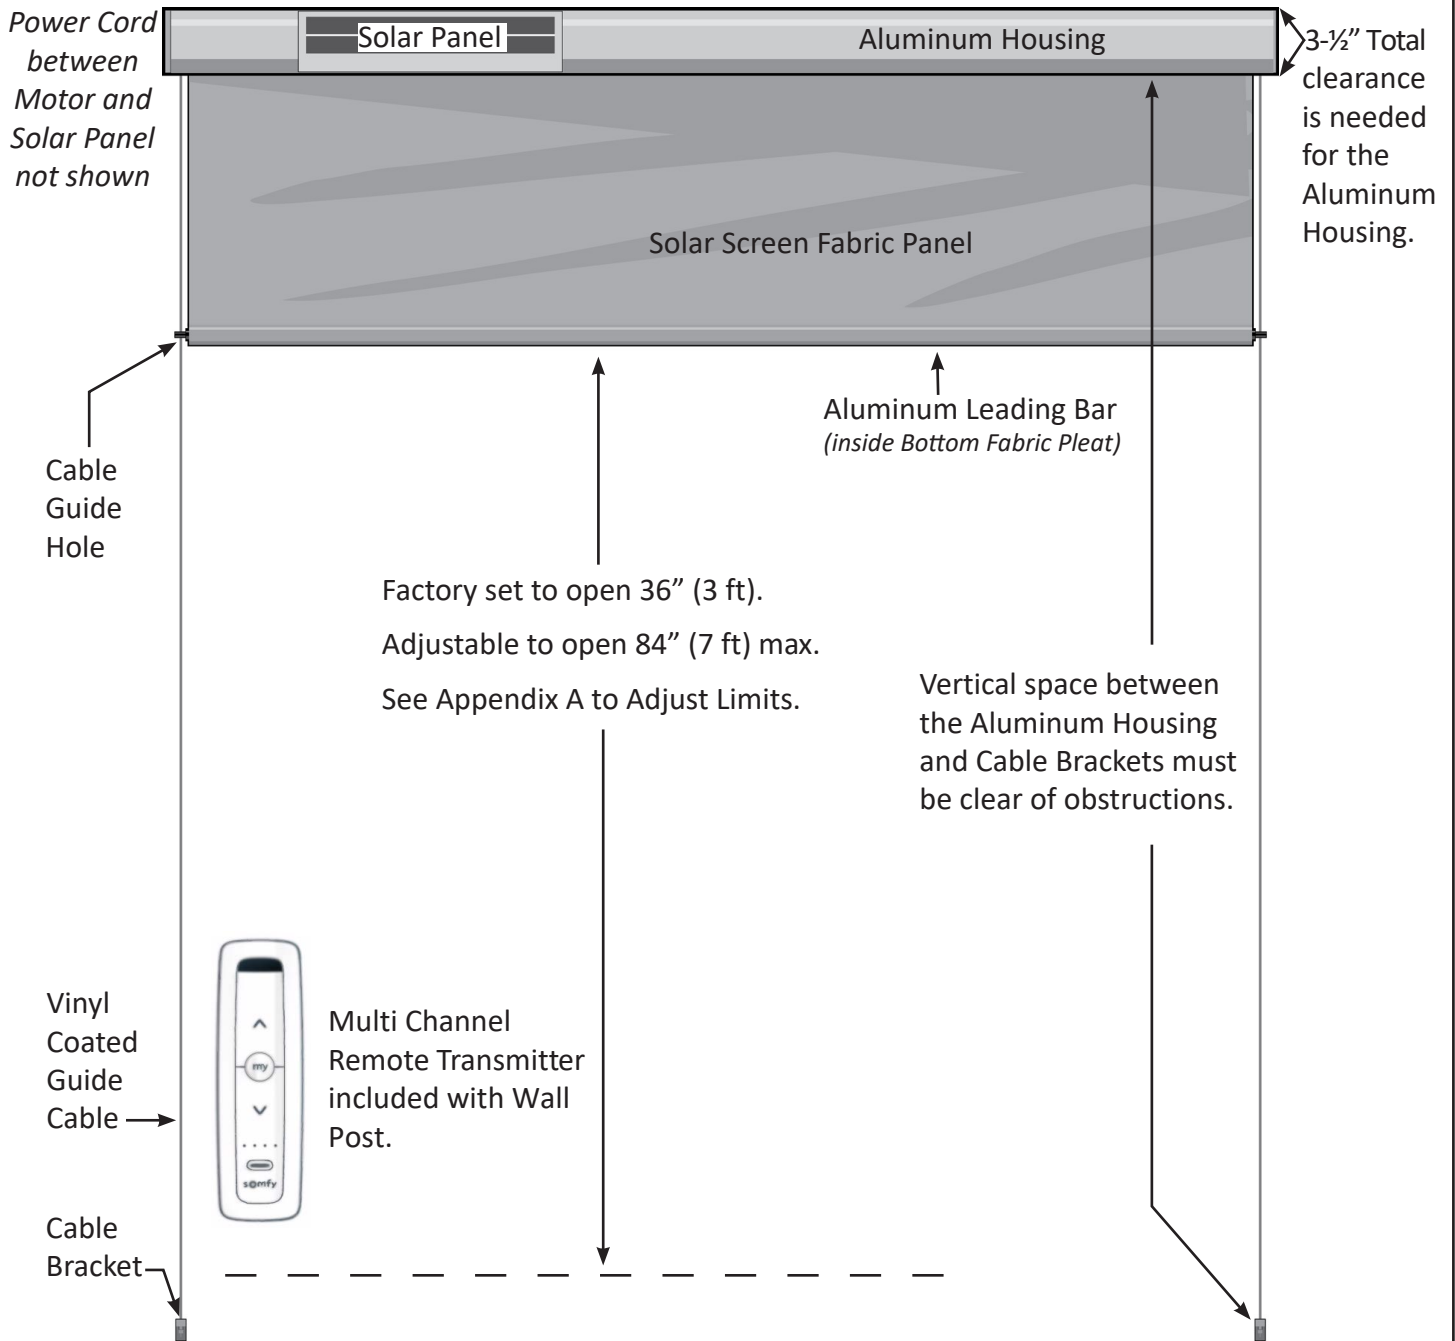 Power Cord
between
Motor and
Solar Panel
not shown
Solar Panel
Aluminum Housing
3-½” Total
clearance
is needed
for the
Aluminum
Housing.
Solar Screen Fabric Panel
Aluminum Leading Bar
(inside Bottom Fabric Pleat)
Cable
Guide
Hole
Factory set to open 36” (3 ft).
Adjustable to open 84” (7 ft) max.
See Appendix A to Adjust Limits.
Vertical space between
the Aluminum Housing
and Cable Brackets must
be clear of obstructions.
Vinyl
Coated
Guide
Cable
my
somfy
Multi Channel
Remote Transmitter
included with Wall
Post.
Cable
Bracket